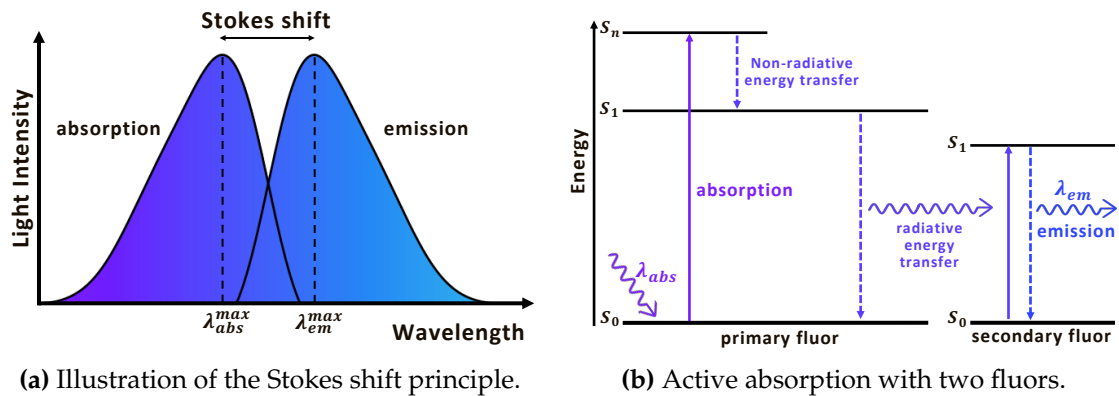 Stokes shift
absorption
emission
Light Intensity
λ_abs^max
λ_em^max
Wavelength
(a) Illustration of the Stokes shift principle.
Energy
S_n
Non-radiative
energy transfer
S_1
absorption
λ_abs
S_0
primary fluor
radiative
energy
transfer
S_1
λ_em
emission
S_0
secondary fluor
(b) Active absorption with two fluors.